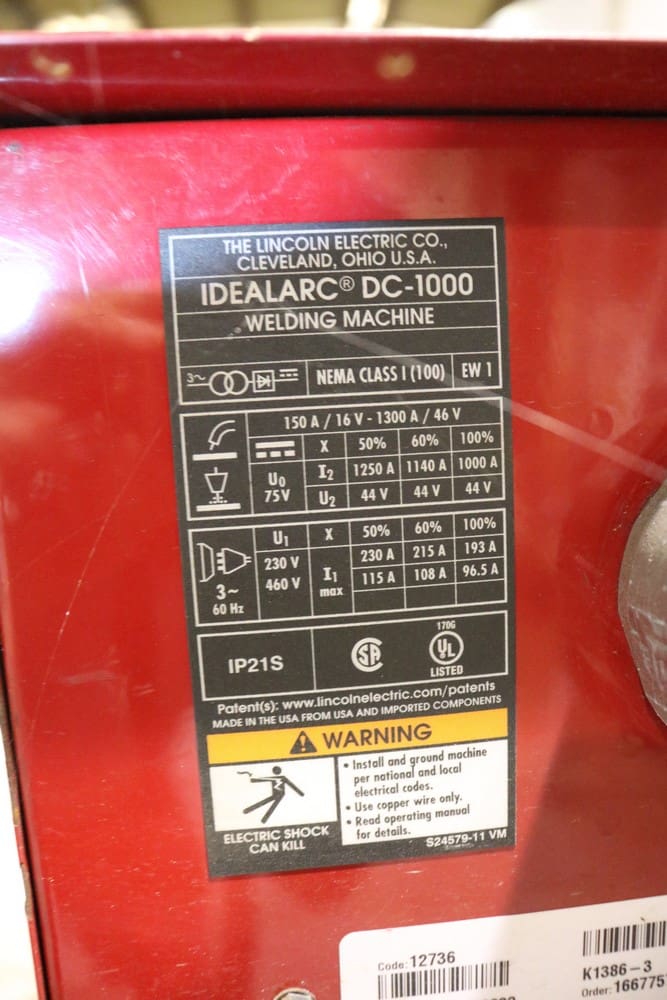 THE LINCOLN ELECTRIC CO.,
CLEVELAND, OHIO U.S.A.
IDEALARC® DC-1000
WELDING MACHINE
3~ NEMA CLASS I (100) EW 1
150 A / 16 V - 1300 A / 46 V
X 50% 60% 100%
U0 75V I2 1250 A 1140 A 1000 A
U2 44 V 44 V 44 V
U1 X 50% 60% 100%
230 V 230 A 215 A 193 A
460 V I1 max 115 A 108 A 96.5 A
3~
60 Hz
IP21S SA 170G UL LISTED
Patent(s): www.lincolnelectric.com/patents
MADE IN THE USA FROM USA AND IMPORTED COMPONENTS
WARNING
• Install and ground machine
per national and local
electrical codes.
• Use copper wire only.
• Read operating manual
for details.
ELECTRIC SHOCK
CAN KILL
S24579-11 VM
Code: 12736
K1386-3
Order: 166775